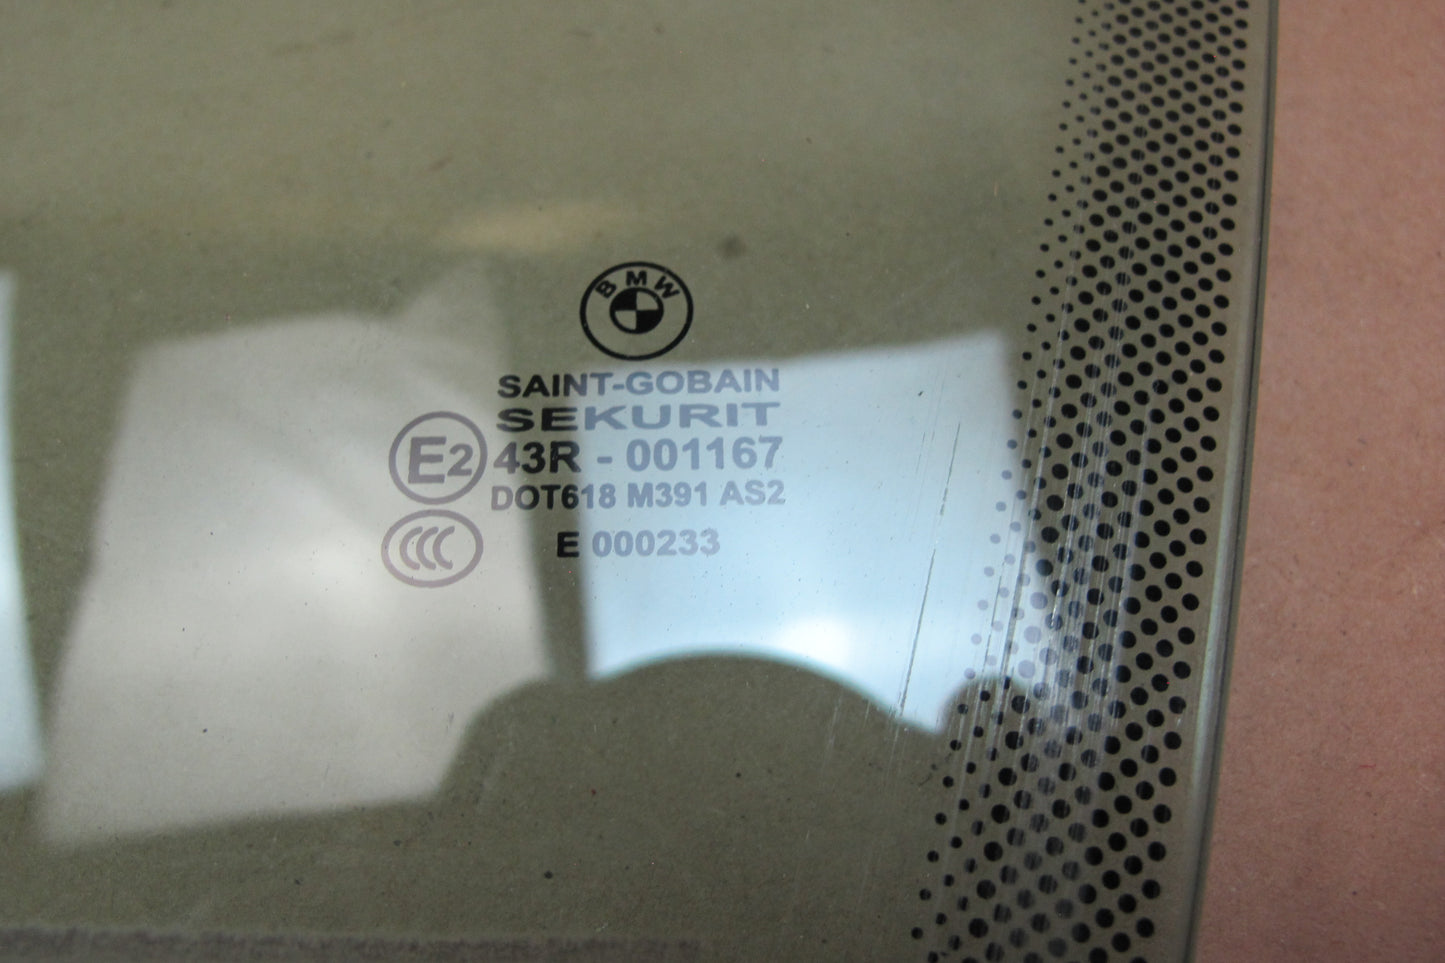 BMW
SAINT-GOBAIN
SEKURIT
E2 43R - 001167
DOT618 M391 AS2
CCC E 000233